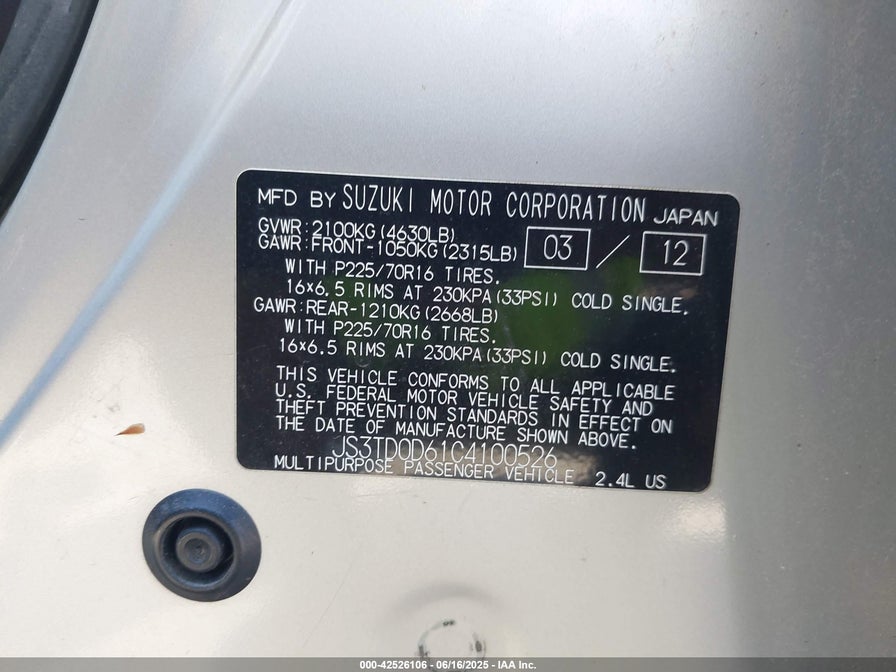 MFD BY SUZUKI MOTOR CORPORATION JAPAN
GVWR:2100KG(4630LB)
GAWR:FRONT-1050KG(2315LB) 03 / 12
WITH P225/70R16 TIRES.
16×6.5 RIMS AT 230KPA(33PSI) COLD SINGLE.
GAWR:REAR-1210KG(2668LB)
WITH P225/70R16 TIRES.
16×6.5 RIMS AT 230KPA(33PSI) COLD SINGLE.
THIS VEHICLE CONFORMS TO ALL APPLICABLE
U.S. FEDERAL MOTOR VEHICLE SAFETY AND
THEFT PREVENTION STANDARDS IN EFFECT ON
THE DATE OF MANUFACTURE SHOWN ABOVE.
JS3TD0D61C4100526
MULTIPURPOSE PASSENGER VEHICLE 2.4L US
000-42526106 - 06/16/2025 - IAA Inc.